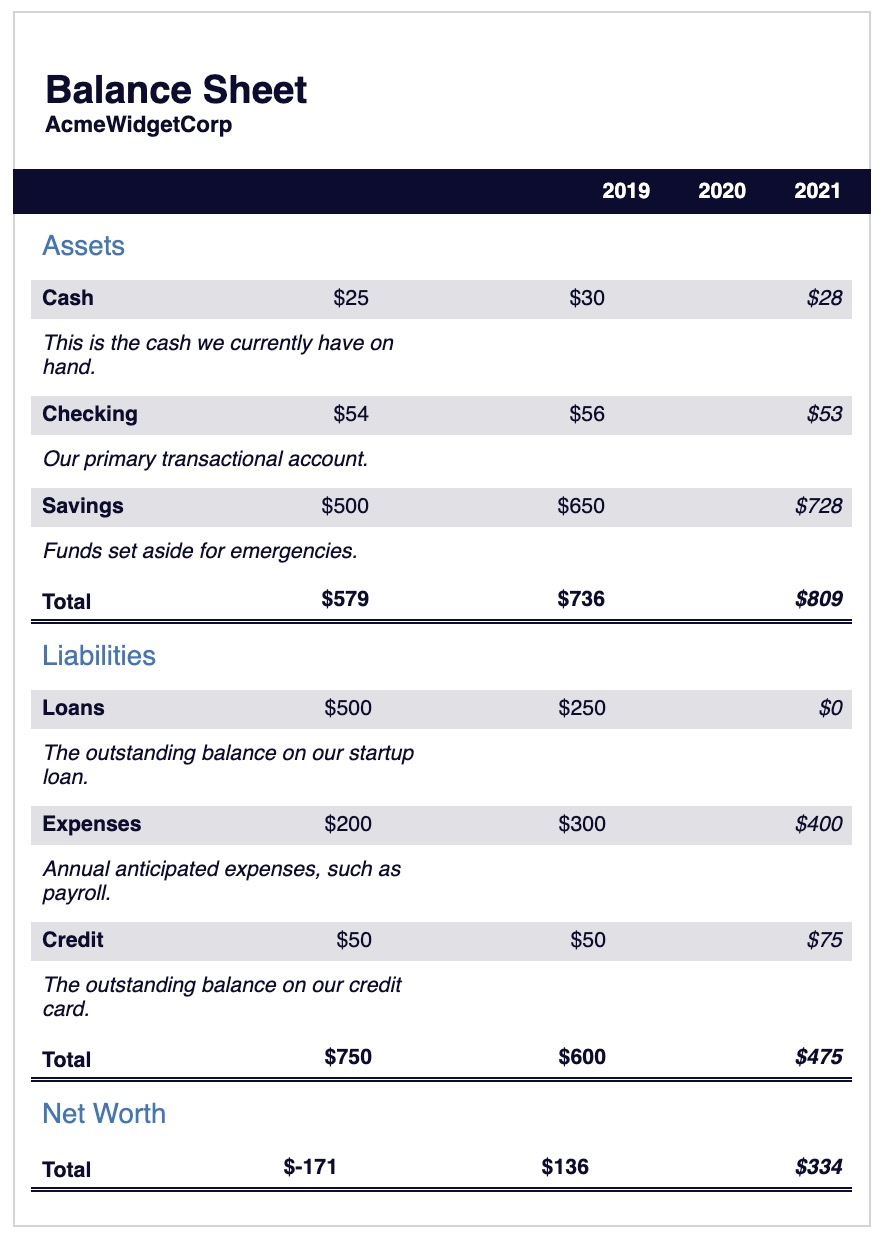 Balance Sheet
AcmeWidgetCorp
2019 2020 2021
Assets
Cash $25 $30 $28
This is the cash we currently have on
hand.
Checking $54 $56 $53
Our primary transactional account.
Savings $500 $650 $728
Funds set aside for emergencies.
Total $579 $736 $809
Liabilities
Loans $500 $250 $0
The outstanding balance on our startup
loan.
Expenses $200 $300 $400
Annual anticipated expenses, such as
payroll.
Credit $50 $50 $75
The outstanding balance on our credit
card.
Total $750 $600 $475
Net Worth
Total $-171 $136 $334